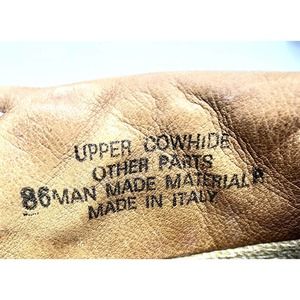 UPPER COWHIDE
OTHER PARTS
86 MAN MADE MATERIAL
MADE IN ITALY